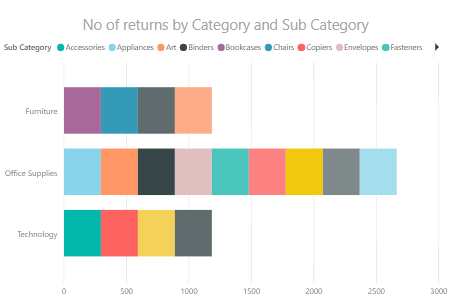 No of returns by Category and Sub Category
Sub Category Accessories Appliances Art Binders Bookcases Chairs Copiers Envelopes Fasteners
Furniture
Office Supplies
Technology
0 500 1000 1500 2000 2500 3000